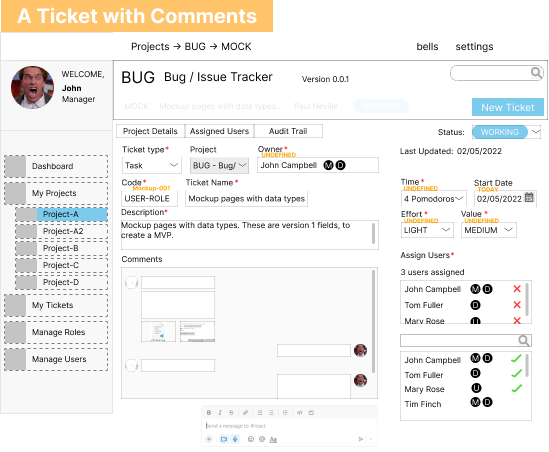 A Ticket with Comments
Projects → BUG → MOCK
bells
settings
WELCOME,
John
Manager
BUG
Bug / Issue Tracker
Version 0.0.1
MOCK
Mockup pages with data types...
Paul Neville
New Ticket
Project Details
Assigned Users
Audit Trail
Status:
WORKING
Ticket type*
Project
Owner*
UNDEFINED
Task
BUG - Bug/
John Campbell
M D
Last Updated: 02/05/2022
Code*
Mockup-001
Ticket Name*
USER-ROLE
Mockup pages with data types
Time*
Start Date
UNDEFINED
TODAY
4 Pomodoros
02/05/2022
Description*
Mockup pages with data types. These are version 1 fields, to
create a MVP.
Effort*
Value*
UNDEFINED
UNDEFINED
LIGHT
MEDIUM
Comments
Assign Users*
3 users assigned
John Campbell
M D
Tom Fuller
D
Mary Rose
U
John Campbell
M D
Tom Fuller
D
Mary Rose
U
Tim Finch
M D
Dashboard
My Projects
Project-A
Project-A2
Project-B
Project-C
Project-D
My Tickets
Manage Roles
Manage Users
B I S
Send a message to #react
Aa